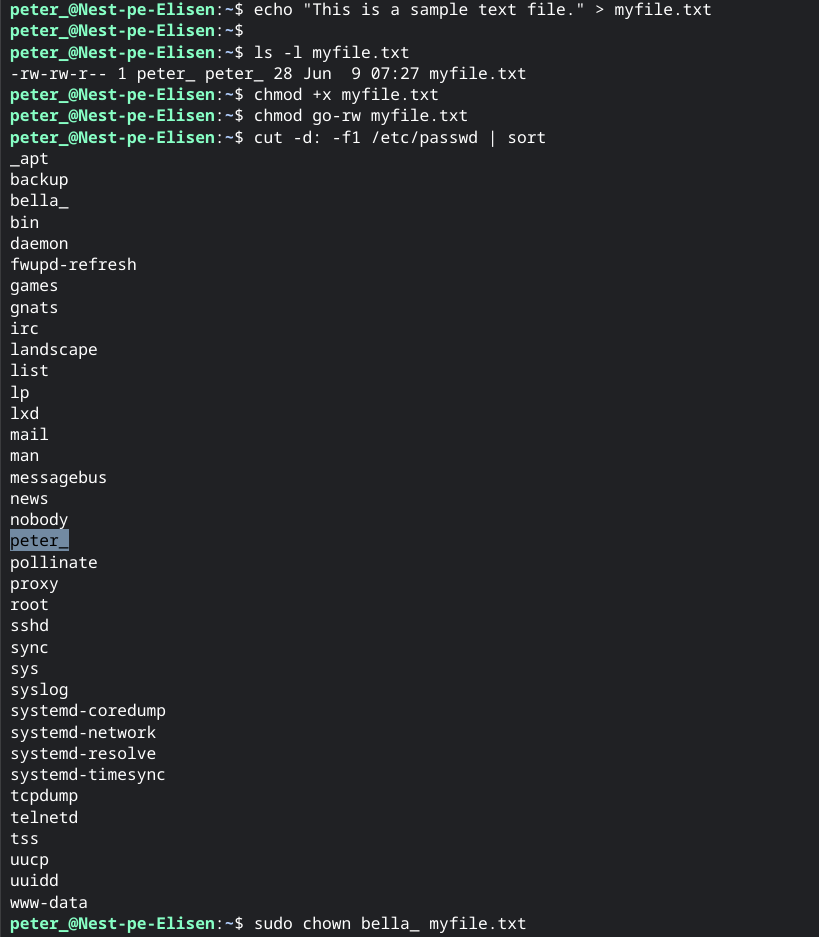 peter_@Nest-pe-Elisen:~$ echo "This is a sample text file." > myfile.txt
peter_@Nest-pe-Elisen:~$
peter_@Nest-pe-Elisen:~$ ls -l myfile.txt
-rw-rw-r-- 1 peter_ peter_ 28 Jun  9 07:27 myfile.txt
peter_@Nest-pe-Elisen:~$ chmod +x myfile.txt
peter_@Nest-pe-Elisen:~$ chmod go-rw myfile.txt
peter_@Nest-pe-Elisen:~$ cut -d: -f1 /etc/passwd | sort
_apt
backup
bella_
bin
daemon
fwupd-refresh
games
gnats
irc
landscape
list
lp
lxd
mail
man
messagebus
news
nobody
peter_
pollinate
proxy
root
sshd
sync
sys
syslog
systemd-coredump
systemd-network
systemd-resolve
systemd-timesync
tcpdump
telnetd
tss
uucp
uuidd
www-data
peter_@Nest-pe-Elisen:~$ sudo chown bella_ myfile.txt